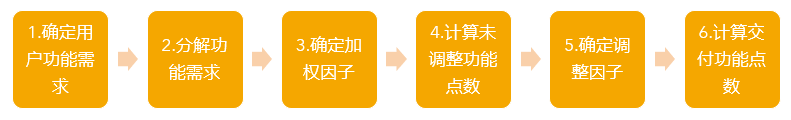 1.确定用
户功能需
求
2.分解功
能需求
3.确定加
权因子
4.计算未
调整功能
点数
5.确定调
整因子
6.计算交
付功能点
数